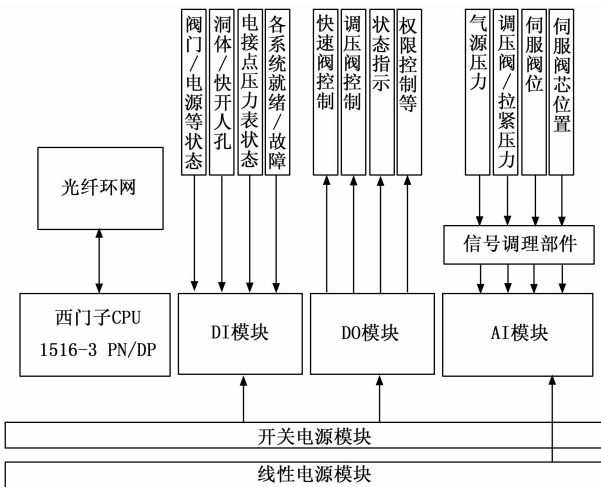 阀门/电源等状态
洞体/快开人孔
电接点压力表状态
各系统就绪/故障
快速阀控制
调压阀控制
状态指示
权限控制等
气源压力
调压阀/拉紧压力
伺服阀位
伺服阀芯位置
光纤环网
信号调理部件
西门子CPU
1516-3 PN/DP
DI模块
DO模块
AI模块
开关电源模块
线性电源模块